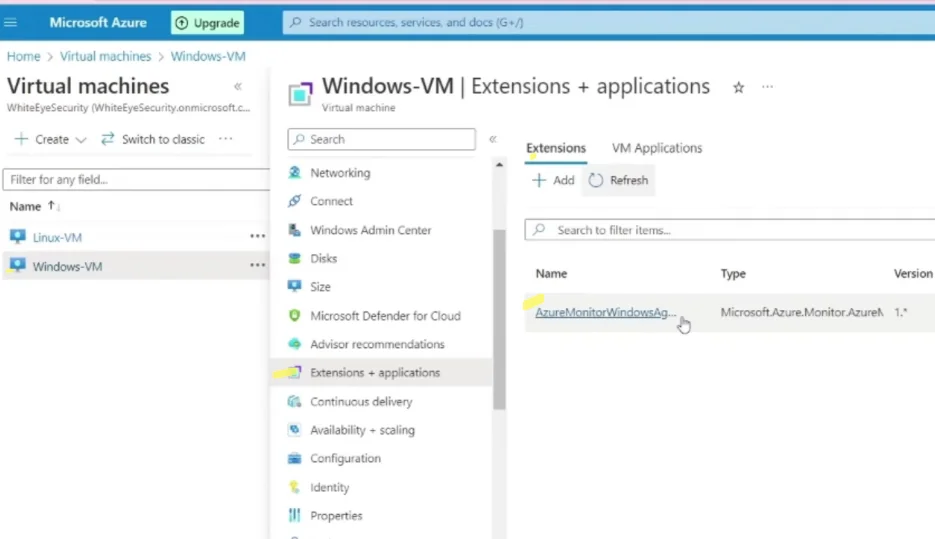 Microsoft Azure
Upgrade
Search resources, services, and docs (G+/)
Home > Virtual machines > Windows-VM
Virtual machines
WhiteEyeSecurity (WhiteEyeSecurity.onmicrosoft.c...
Create
Switch to classic
Filter for any field...
Name ↑↓
Linux-VM
Windows-VM
Windows-VM | Extensions + applications
Virtual machine
Search
Networking
Connect
Windows Admin Center
Disks
Size
Microsoft Defender for Cloud
Advisor recommendations
Extensions + applications
Continuous delivery
Availability + scaling
Configuration
Identity
Properties
Extensions VM Applications
Add Refresh
Search to filter items...
Name Type Version
AzureMonitorWindowsAg... Microsoft.Azure.Monitor.AzureM 1.*